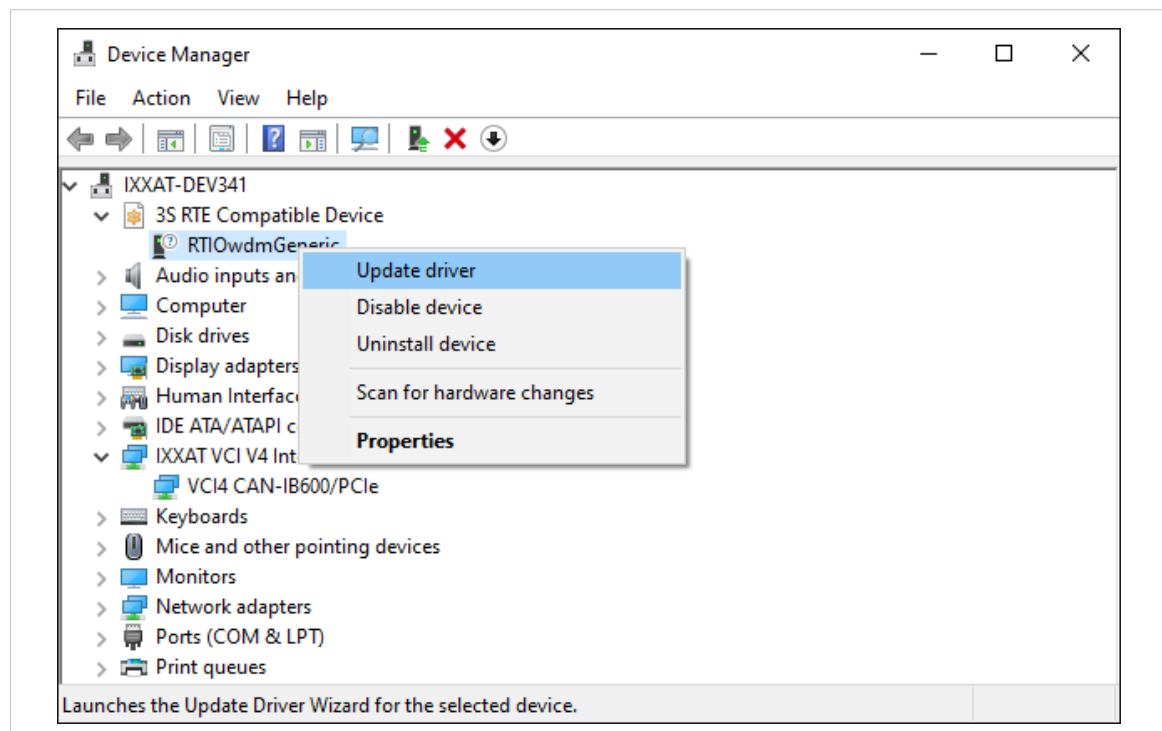 Device Manager
File Action View Help
IXXAT-DEV341
3S RTE Compatible Device
RTIOwdmGeneric
Update driver
Disable device
Uninstall device
Scan for hardware changes
Properties
Audio inputs an
Computer
Disk drives
Display adapters
Human Interfac
IDE ATA/ATAPI c
IXXAT VCI V4 Int
VCI4 CAN-IB600/PCIe
Keyboards
Mice and other pointing devices
Monitors
Network adapters
Ports (COM & LPT)
Print queues
Launches the Update Driver Wizard for the selected device.